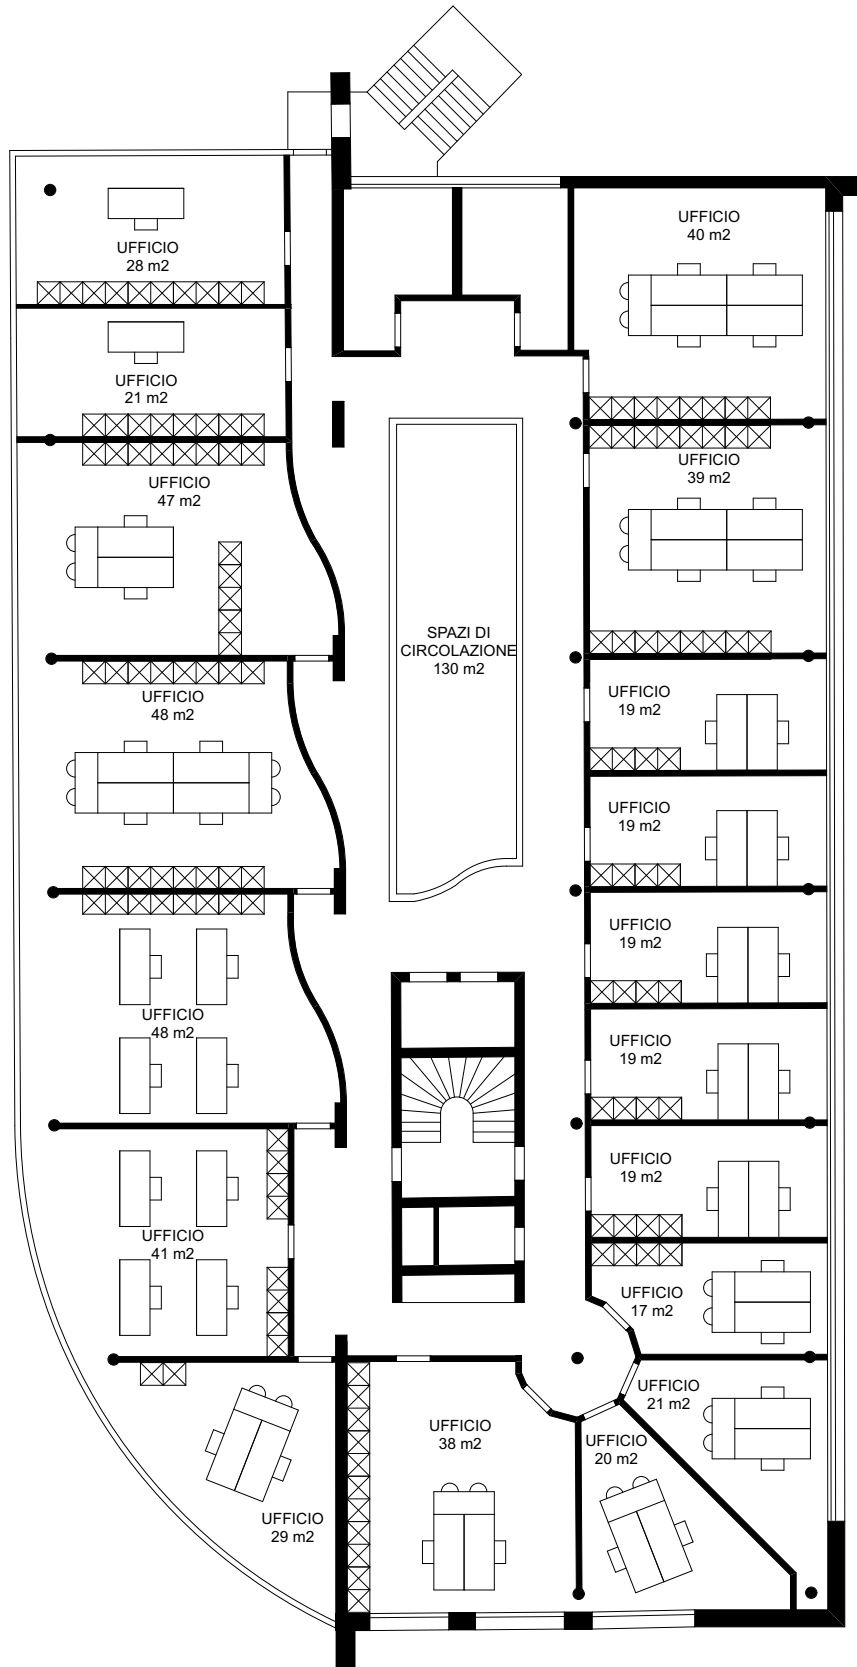 UFFICIO
28 m2
UFFICIO
21 m2
UFFICIO
47 m2
UFFICIO
48 m2
UFFICIO
48 m2
UFFICIO
41 m2
UFFICIO
29 m2
SPAZI DI
CIRCOLAZIONE
130 m2
UFFICIO
38 m2
UFFICIO
40 m2
UFFICIO
39 m2
UFFICIO
19 m2
UFFICIO
19 m2
UFFICIO
19 m2
UFFICIO
19 m2
UFFICIO
19 m2
UFFICIO
17 m2
UFFICIO
21 m2
UFFICIO
20 m2